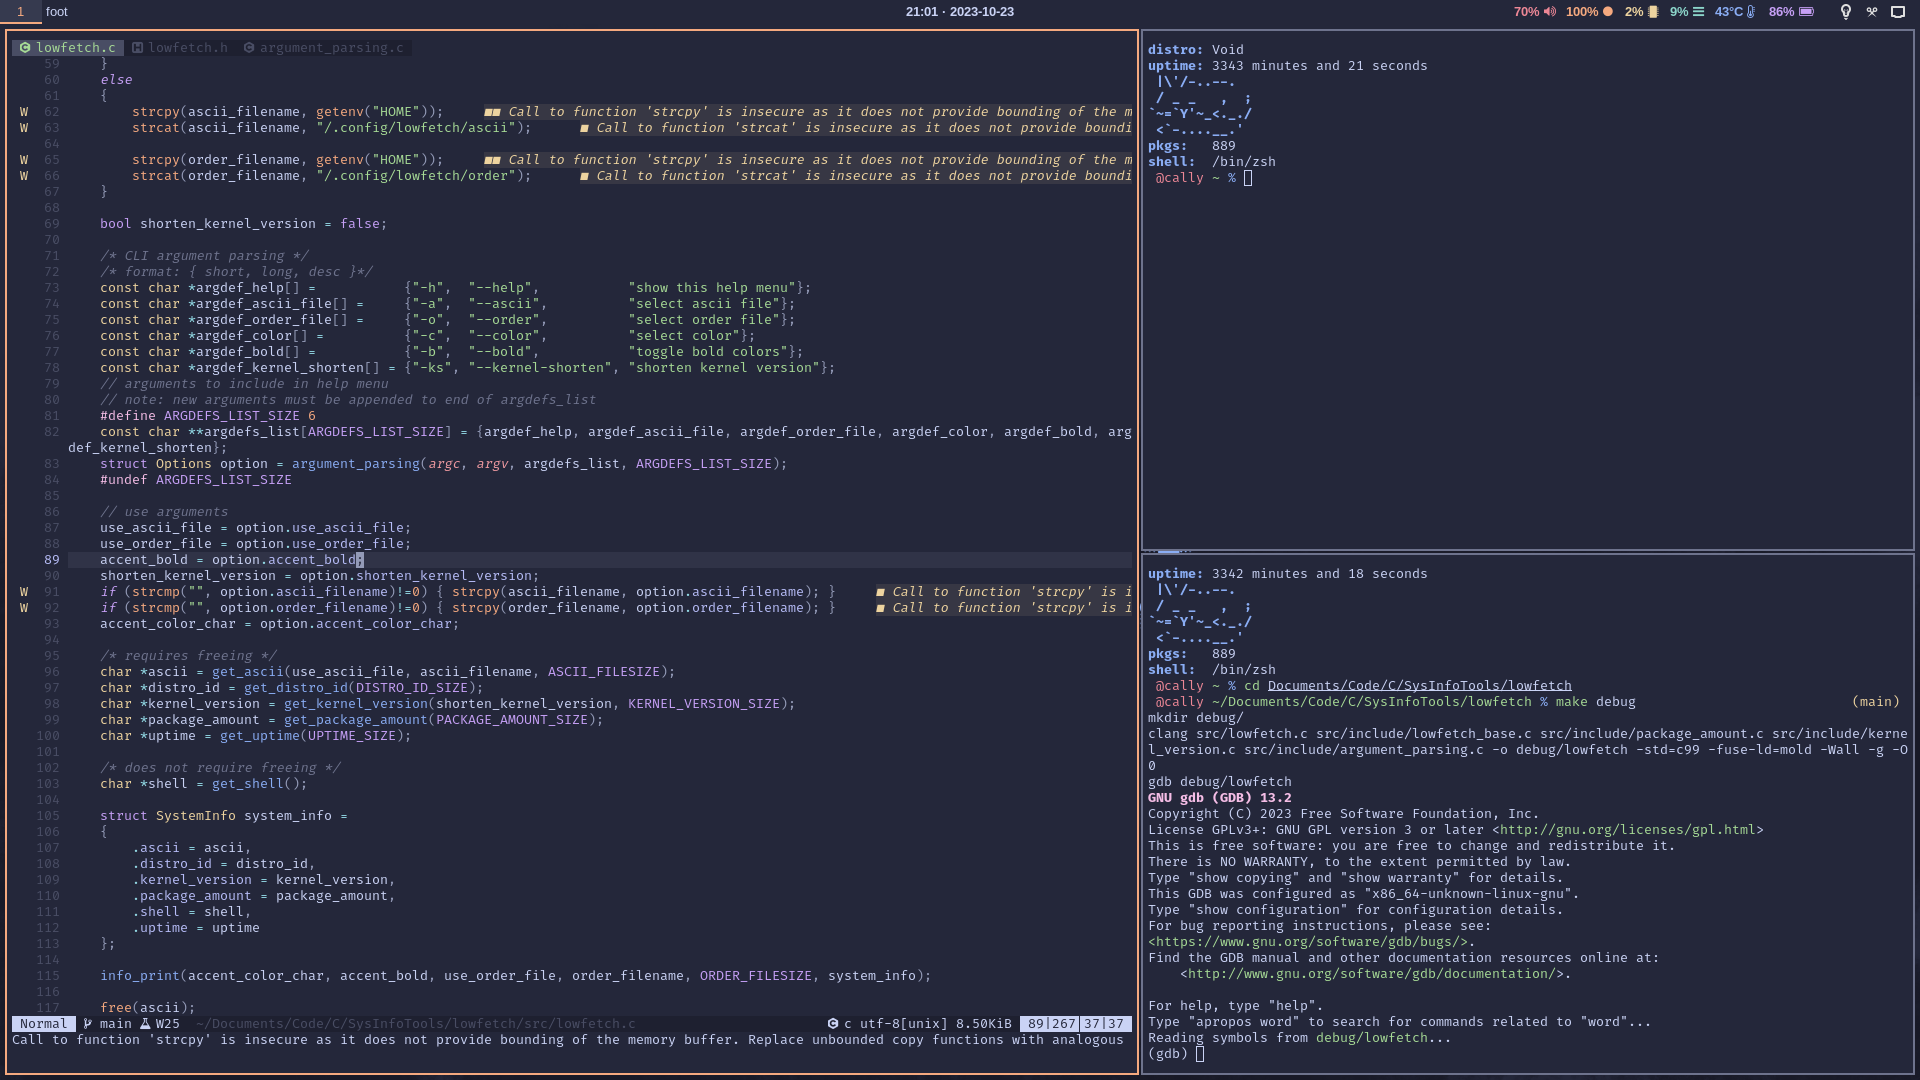 1 foot 21:01 · 2023-10-23 70% 100% 2% 9% 43°C 86%
lowfetch.c lowfetch.h argument_parsing.c
59 }
60 else
61 {
W 62 strcpy(ascii_filename, getenv("HOME")); ■■ Call to function 'strcpy' is insecure as it does not provide bounding of the m
W 63 strcat(ascii_filename, "/.config/lowfetch/ascii"); ■ Call to function 'strcat' is insecure as it does not provide boundi
64
W 65 strcpy(order_filename, getenv("HOME")); ■■ Call to function 'strcpy' is insecure as it does not provide bounding of the m
W 66 strcat(order_filename, "/.config/lowfetch/order"); ■ Call to function 'strcat' is insecure as it does not provide boundi
67 }
68
69 bool shorten_kernel_version = false;
70
71 /* CLI argument parsing */
72 /* format: { short, long, desc }*/
73 const char *argdef_help[] = {"-h", "--help", "show this help menu"};
74 const char *argdef_ascii_file[] = {"-a", "--ascii", "select ascii file"};
75 const char *argdef_order_file[] = {"-o", "--order", "select order file"};
76 const char *argdef_color[] = {"-c", "--color", "select color"};
77 const char *argdef_bold[] = {"-b", "--bold", "toggle bold colors"};
78 const char *argdef_kernel_shorten[] = {"-ks", "--kernel-shorten", "shorten kernel version"};
79 // arguments to include in help menu
80 // note: new arguments must be appended to end of argdefs_list
81 #define ARGDEFS_LIST_SIZE 6
82 const char **argdefs_list[ARGDEFS_LIST_SIZE] = {argdef_help, argdef_ascii_file, argdef_order_file, argdef_color, argdef_bold, arg
def_kernel_shorten};
83 struct Options option = argument_parsing(argc, argv, argdefs_list, ARGDEFS_LIST_SIZE);
84 #undef ARGDEFS_LIST_SIZE
85
86 // use arguments
87 use_ascii_file = option.use_ascii_file;
88 use_order_file = option.use_order_file;
89 accent_bold = option.accent_bold;
90 shorten_kernel_version = option.shorten_kernel_version;
W 91 if (strcmp("", option.ascii_filename)!=0) { strcpy(ascii_filename, option.ascii_filename); } ■ Call to function 'strcpy' is i
W 92 if (strcmp("", option.order_filename)!=0) { strcpy(order_filename, option.order_filename); } ■ Call to function 'strcpy' is i
93 accent_color_char = option.accent_color_char;
94
95 /* requires freeing */
96 char *ascii = get_ascii(use_ascii_file, ascii_filename, ASCII_FILESIZE);
97 char *distro_id = get_distro_id(DISTRO_ID_SIZE);
98 char *kernel_version = get_kernel_version(shorten_kernel_version, KERNEL_VERSION_SIZE);
99 char *package_amount = get_package_amount(PACKAGE_AMOUNT_SIZE);
100 char *uptime = get_uptime(UPTIME_SIZE);
101
102 /* does not require freeing */
103 char *shell = get_shell();
104
105 struct SystemInfo system_info =
106 {
107 .ascii = ascii,
108 .distro_id = distro_id,
109 .kernel_version = kernel_version,
110 .package_amount = package_amount,
111 .shell = shell,
112 .uptime = uptime
113 };
114
115 info_print(accent_color_char, accent_bold, use_order_file, order_filename, ORDER_FILESIZE, system_info);
116
117 free(ascii);
Normal main W25 ~/Documents/Code/C/SysInfoTools/lowfetch/src/lowfetch.c c utf-8[unix] 8.50KiB 89|267 37|37
Call to function 'strcpy' is insecure as it does not provide bounding of the memory buffer. Replace unbounded copy functions with analogous
distro: Void
uptime: 3343 minutes and 21 seconds
|\'/-..--.
/ _ _   ,  ;
`~=`Y'~_<._./
<`-....__.'
pkgs: 889
shell: /bin/zsh
@cally ~ %
uptime: 3342 minutes and 18 seconds
|\'/-..--.
/ _ _   ,  ;
`~=`Y'~_<._./
<`-....__.'
pkgs: 889
shell: /bin/zsh
@cally ~ % cd Documents/Code/C/SysInfoTools/lowfetch
@cally ~/Documents/Code/C/SysInfoTools/lowfetch % make debug (main)
mkdir debug/
clang src/lowfetch.c src/include/lowfetch_base.c src/include/package_amount.c src/include/kerne
l_version.c src/include/argument_parsing.c -o debug/lowfetch -std=c99 -fuse-ld=mold -Wall -g -O
0
gdb debug/lowfetch
GNU gdb (GDB) 13.2
Copyright (C) 2023 Free Software Foundation, Inc.
License GPLv3+: GNU GPL version 3 or later <http://gnu.org/licenses/gpl.html>
This is free software: you are free to change and redistribute it.
There is NO WARRANTY, to the extent permitted by law.
Type "show copying" and "show warranty" for details.
This GDB was configured as "x86_64-unknown-linux-gnu".
Type "show configuration" for configuration details.
For bug reporting instructions, please see:
<https://www.gnu.org/software/gdb/bugs/>.
Find the GDB manual and other documentation resources online at:
<http://www.gnu.org/software/gdb/documentation/>.
For help, type "help".
Type "apropos word" to search for commands related to "word"...
Reading symbols from debug/lowfetch...
(gdb)